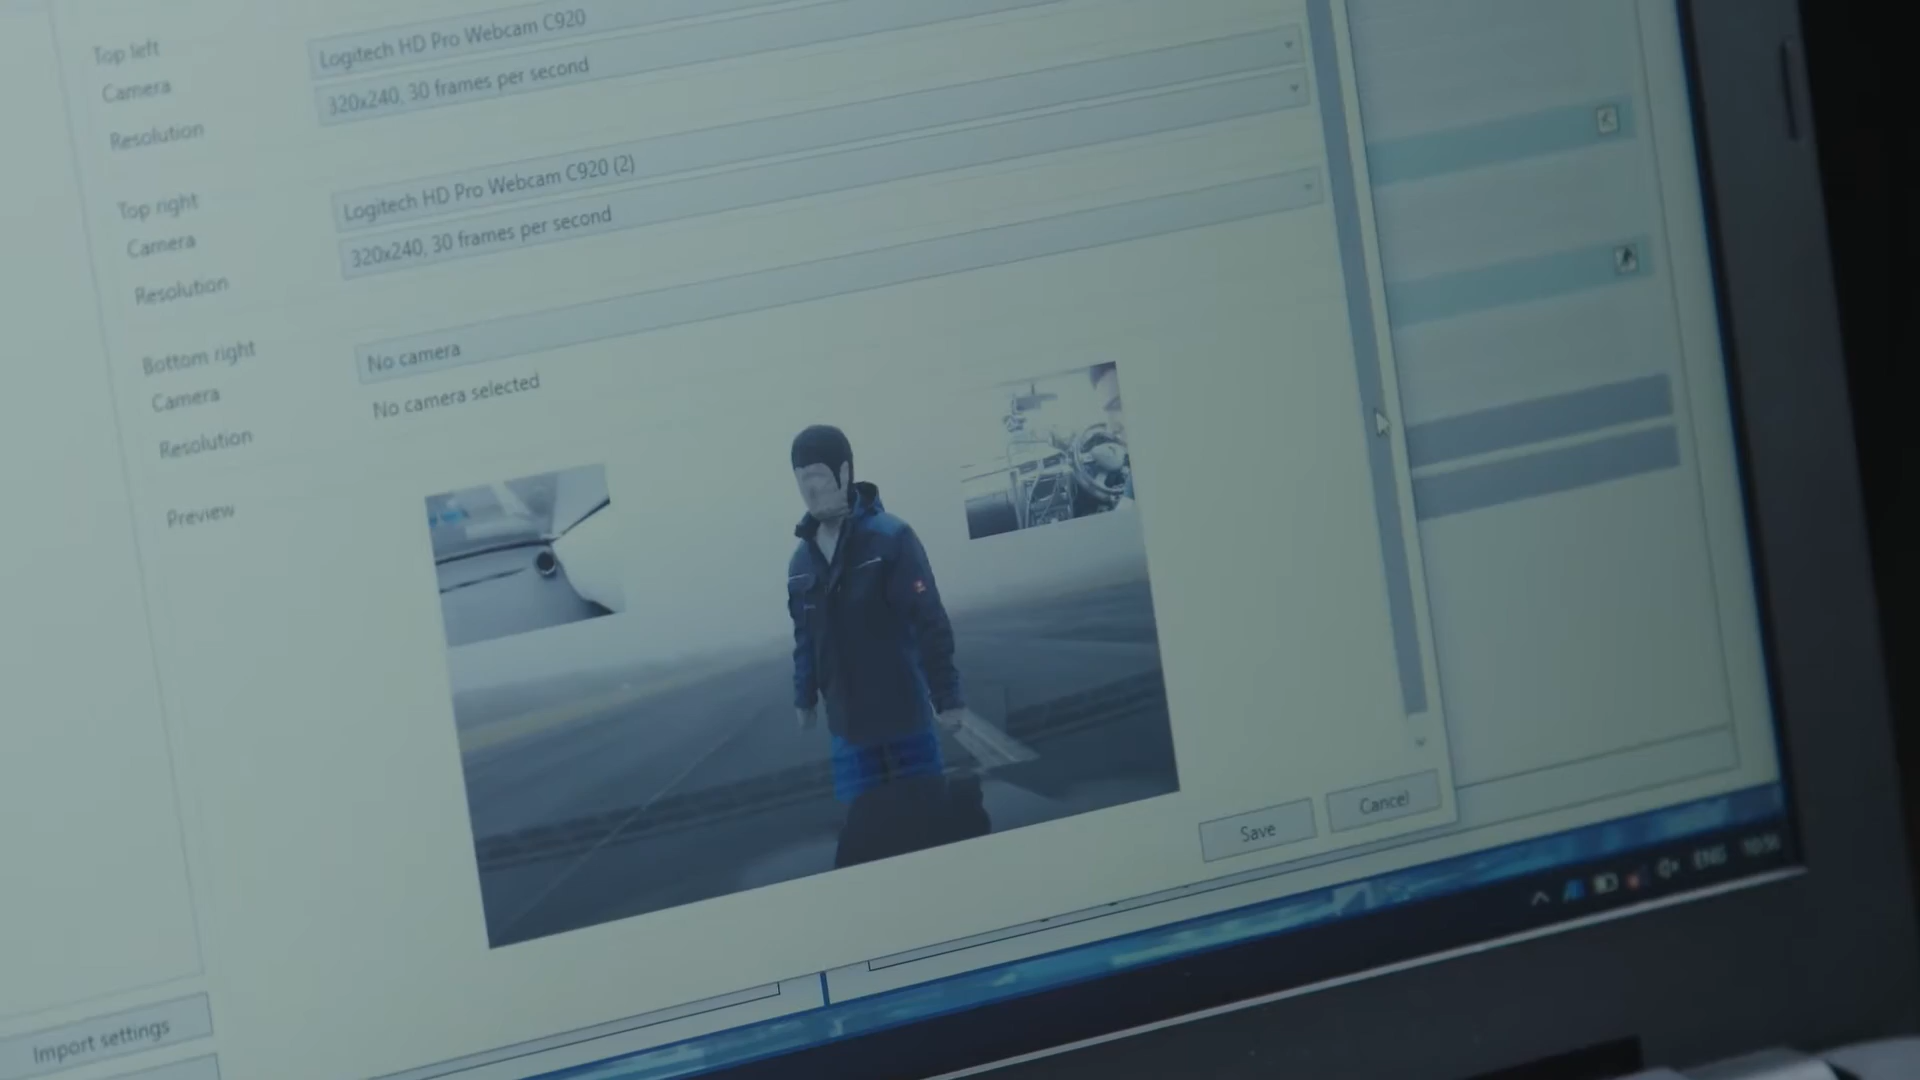 Top left
Camera
Logitech HD Pro Webcam C920
Resolution
320x240, 30 frames per second
Top right
Camera
Logitech HD Pro Webcam C920 (2)
Resolution
320x240, 30 frames per second
Bottom right
Camera
No camera
Resolution
No camera selected
Preview
Save
Cancel
Import settings
ENG